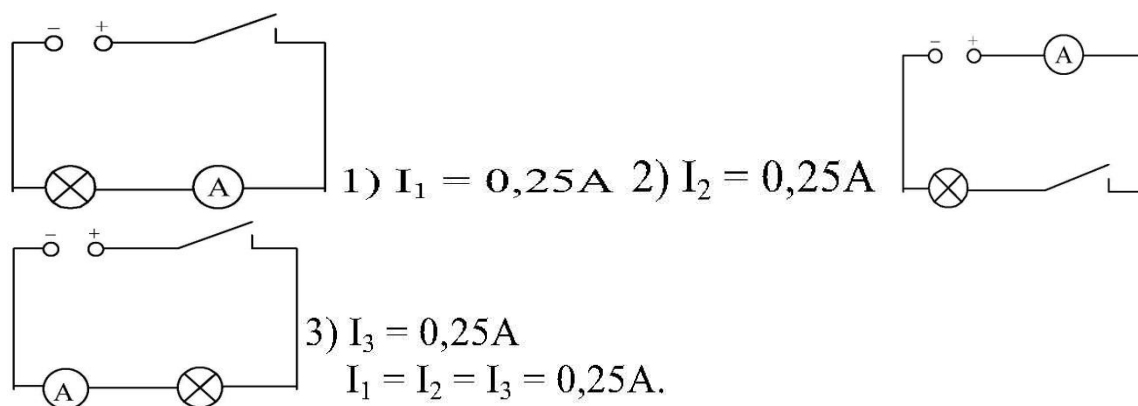 − +
− +
A
A
1) I₁ = 0,25A 2) I₂ = 0,25A
− +
A
3) I₃ = 0,25A
I₁ = I₂ = I₃ = 0,25A.